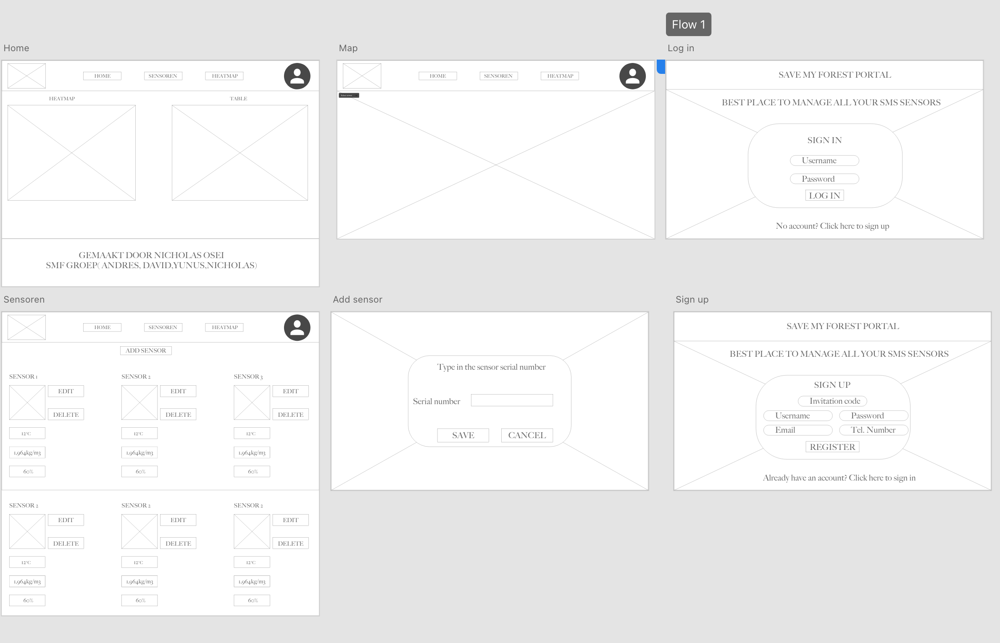 Flow 1
Home
HOME
SENSOREN
HEATMAP
HEATMAP
TABLE
GEMAAKT DOOR NICHOLAS OSEI
SMF GROEP( ANDRES, DAVID,YUNUS,NICHOLAS)
Map
HOME
SENSOREN
HEATMAP
Select sensor
Log in
SAVE MY FOREST PORTAL
BEST PLACE TO MANAGE ALL YOUR SMS SENSORS
SIGN IN
Username
Password
LOG IN
No account? Click here to sign up
Sensoren
HOME
SENSOREN
HEATMAP
ADD SENSOR
SENSOR 1
EDIT
DELETE
12°C
1,964kg/m3
60%
SENSOR 2
EDIT
DELETE
12°C
1,964kg/m3
60%
SENSOR 3
EDIT
DELETE
12°C
1,964kg/m3
60%
SENSOR 2
EDIT
DELETE
12°C
1,964kg/m3
60%
SENSOR 2
EDIT
DELETE
12°C
1,964kg/m3
60%
SENSOR 2
EDIT
DELETE
12°C
1,964kg/m3
60%
Add sensor
Type in the sensor serial number
Serial number
SAVE
CANCEL
Sign up
SAVE MY FOREST PORTAL
BEST PLACE TO MANAGE ALL YOUR SMS SENSORS
SIGN UP
Invitation code
Username
Password
Email
Tel. Number
REGISTER
Already have an account? Click here to sign in